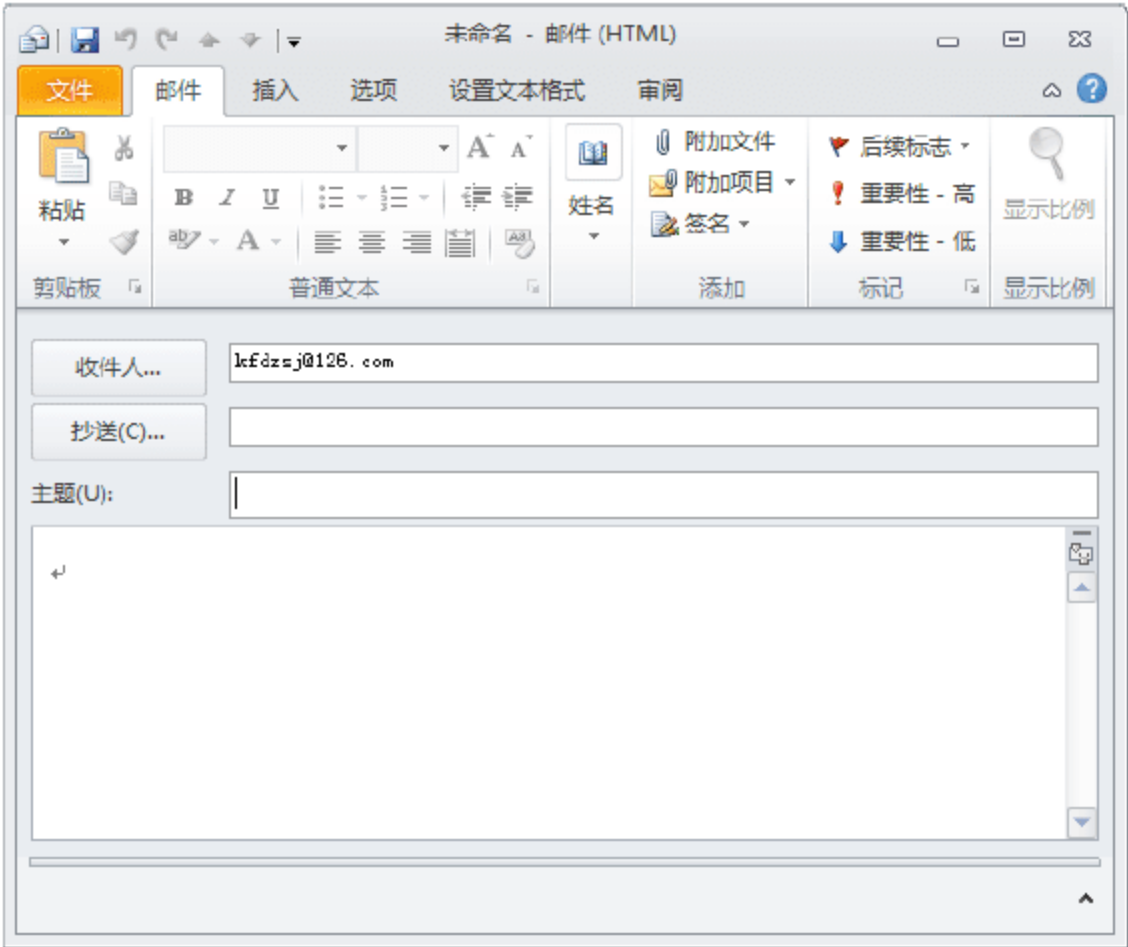 未命名 - 邮件 (HTML)
文件 邮件 插入 选项 设置文本格式 审阅
粘贴
剪贴板
B I U
A A
ab A
Aa
普通文本
姓名
附加文件
附加项目
签名
添加
后续标志
重要性 - 高
重要性 - 低
标记
显示比例
显示比例
收件人... kfdzsj@126.com
抄送(C)...
主题(U):